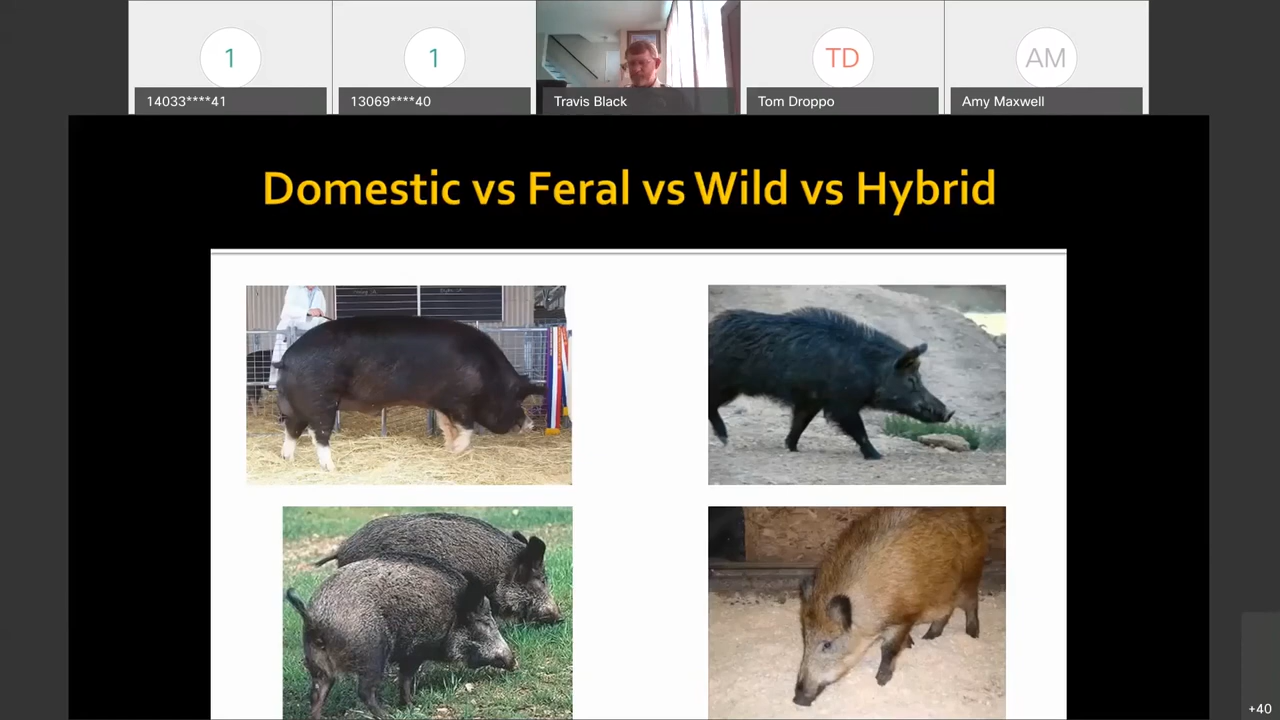 1
1
TD
AM
14033****41
13069****40
Travis Black
Tom Droppo
Amy Maxwell
Domestic vs Feral vs Wild vs Hybrid
+40